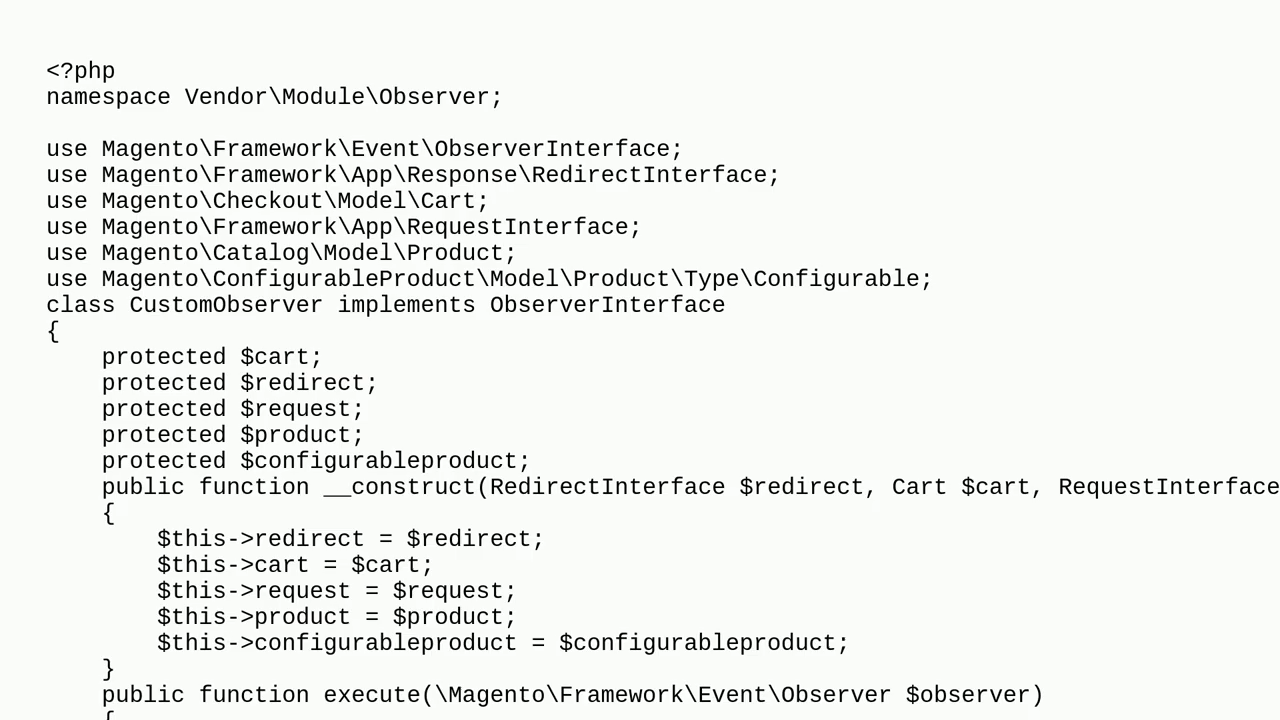 <?php
namespace Vendor\Module\Observer;
use Magento\Framework\Event\ObserverInterface;
use Magento\Framework\App\Response\RedirectInterface;
use Magento\Checkout\Model\Cart;
use Magento\Framework\App\RequestInterface;
use Magento\Catalog\Model\Product;
use Magento\ConfigurableProduct\Model\Product\Type\Configurable;
class CustomObserver implements ObserverInterface
{
    protected $cart;
    protected $redirect;
    protected $request;
    protected $product;
    protected $configurableproduct;
    public function __construct(RedirectInterface $redirect, Cart $cart, RequestInterface
    {
        $this->redirect = $redirect;
        $this->cart = $cart;
        $this->request = $request;
        $this->product = $product;
        $this->configurableproduct = $configurableproduct;
    }
    public function execute(\Magento\Framework\Event\Observer $observer)
    {